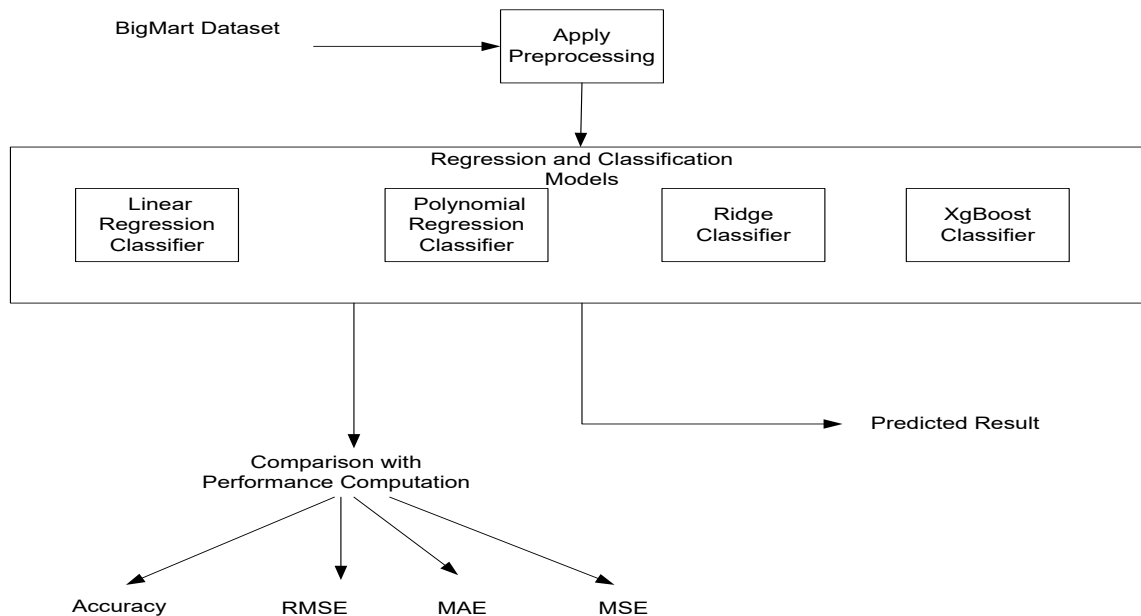 BigMart Dataset
Apply
Preprocessing
Regression and Classification
Models
Linear
Regression
Classifier
Polynomial
Regression
Classifier
Ridge
Classifier
XgBoost
Classifier
Predicted Result
Comparison with
Performance Computation
Accuracy
RMSE
MAE
MSE